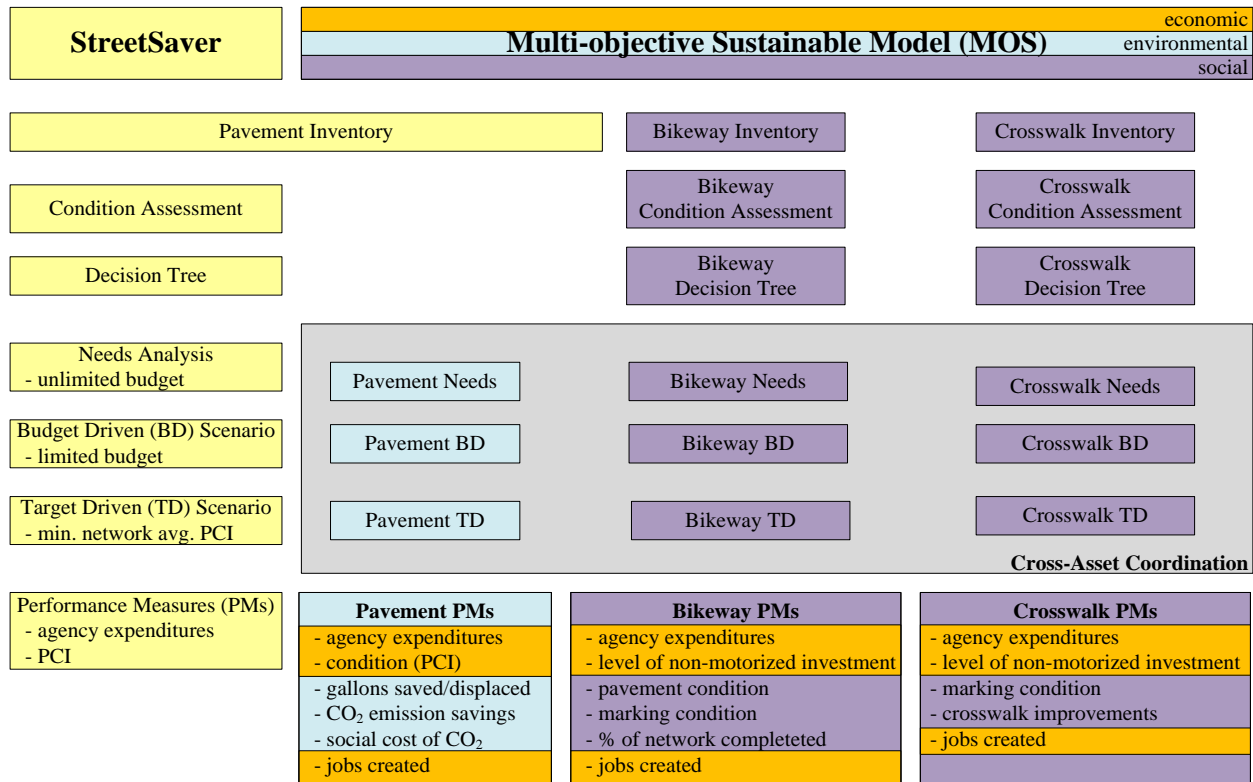 StreetSaver
economic
Multi-objective Sustainable Model (MOS)
environmental
social
Pavement Inventory
Bikeway Inventory
Crosswalk Inventory
Condition Assessment
Bikeway
Condition Assessment
Crosswalk
Condition Assessment
Decision Tree
Bikeway
Decision Tree
Crosswalk
Decision Tree
Needs Analysis
- unlimited budget
Pavement Needs
Bikeway Needs
Crosswalk Needs
Budget Driven (BD) Scenario
- limited budget
Pavement BD
Bikeway BD
Crosswalk BD
Target Driven (TD) Scenario
- min. network avg. PCI
Pavement TD
Bikeway TD
Crosswalk TD
Cross-Asset Coordination
Performance Measures (PMs)
- agency expenditures
- PCI
Pavement PMs
- agency expenditures
- condition (PCI)
- gallons saved/displaced
- CO₂ emission savings
- social cost of CO₂
- jobs created
Bikeway PMs
- agency expenditures
- level of non-motorized investment
- pavement condition
- marking condition
- % of network completeted
- jobs created
Crosswalk PMs
- agency expenditures
- level of non-motorized investment
- marking condition
- crosswalk improvements
- jobs created